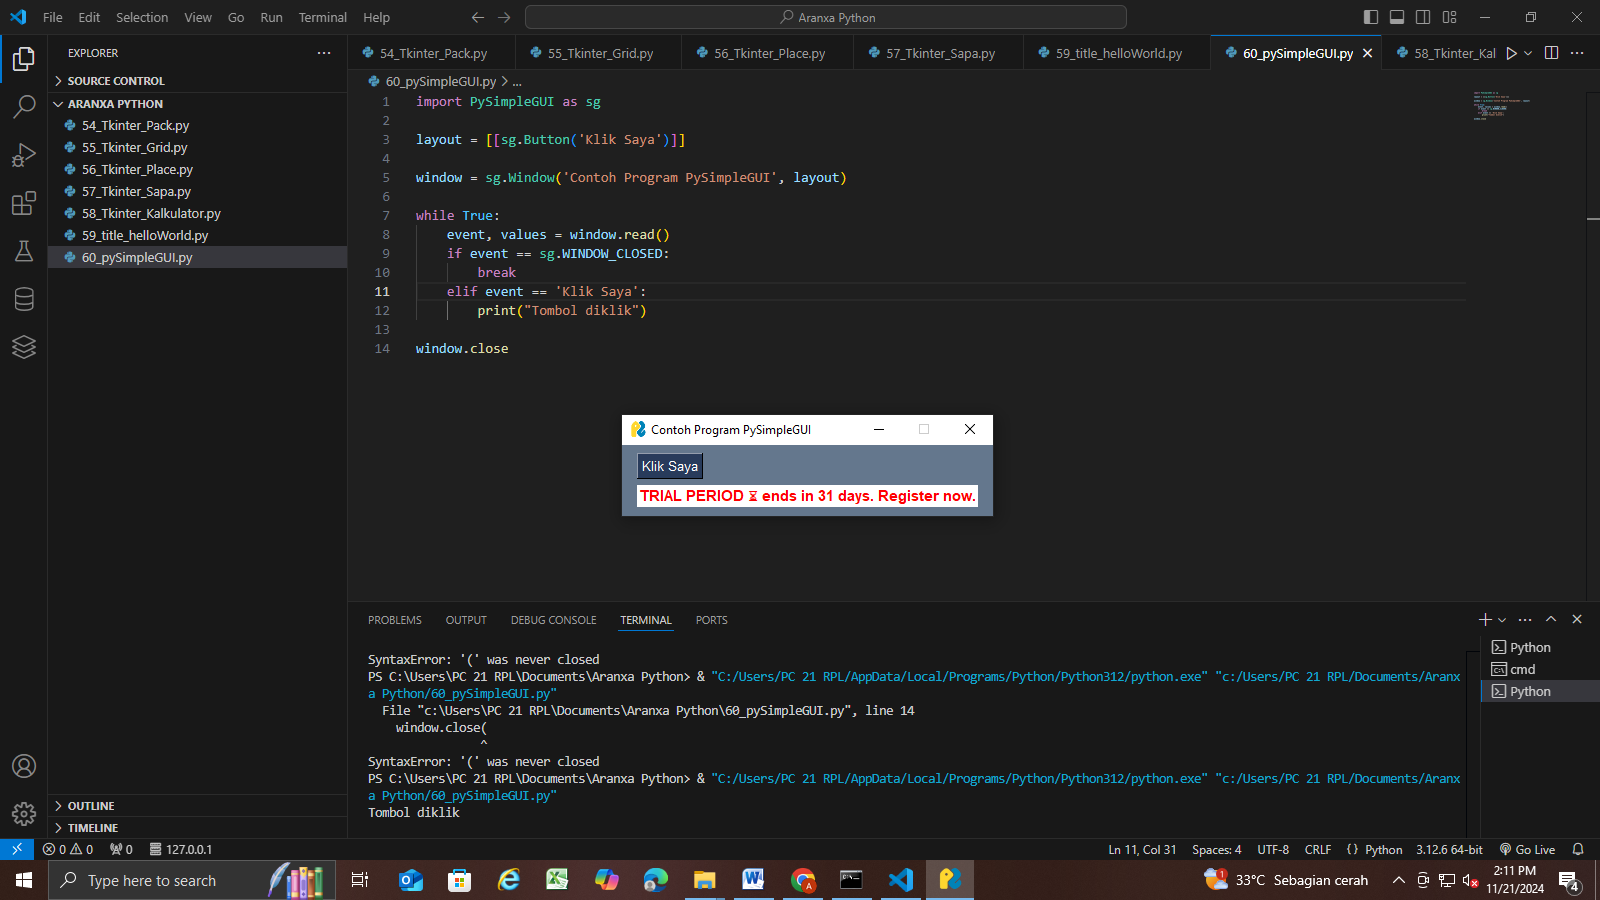 File Edit Selection View Go Run Terminal Help
Aranxa Python
EXPLORER
SOURCE CONTROL
ARANXA PYTHON
54_Tkinter_Pack.py
55_Tkinter_Grid.py
56_Tkinter_Place.py
57_Tkinter_Sapa.py
58_Tkinter_Kalkulator.py
59_title_helloWorld.py
60_pySimpleGUI.py
OUTLINE
TIMELINE
54_Tkinter_Pack.py 55_Tkinter_Grid.py 56_Tkinter_Place.py 57_Tkinter_Sapa.py 59_title_helloWorld.py 60_pySimpleGUI.py 58_Tkinter_Kal
60_pySimpleGUI.py > ...
1 import PySimpleGUI as sg
2
3 layout = [[sg.Button('Klik Saya')]]
4
5 window = sg.Window('Contoh Program PySimpleGUI', layout)
6
7 while True:
8 event, values = window.read()
9 if event == sg.WINDOW_CLOSED:
10 break
11 elif event == 'Klik Saya':
12 print("Tombol diklik")
13
14 window.close
Contoh Program PySimpleGUI
Klik Saya
TRIAL PERIOD ⌛ ends in 31 days. Register now.
PROBLEMS OUTPUT DEBUG CONSOLE TERMINAL PORTS
SyntaxError: '(' was never closed
PS C:\Users\PC 21 RPL\Documents\Aranxa Python> & "C:/Users/PC 21 RPL/AppData/Local/Programs/Python/Python312/python.exe" "c:/Users/PC 21 RPL/Documents/Aranx
a Python/60_pySimpleGUI.py"
File "c:\Users\PC 21 RPL\Documents\Aranxa Python\60_pySimpleGUI.py", line 14
window.close(
^
SyntaxError: '(' was never closed
PS C:\Users\PC 21 RPL\Documents\Aranxa Python> & "C:/Users/PC 21 RPL/AppData/Local/Programs/Python/Python312/python.exe" "c:/Users/PC 21 RPL/Documents/Aranx
a Python/60_pySimpleGUI.py"
Tombol diklik
Python
cmd
Python
0 0 0 127.0.0.1 Ln 11, Col 31 Spaces: 4 UTF-8 CRLF {} Python 3.12.6 64-bit Go Live
Type here to search
1 33°C Sebagian cerah
2:11 PM
11/21/2024
4